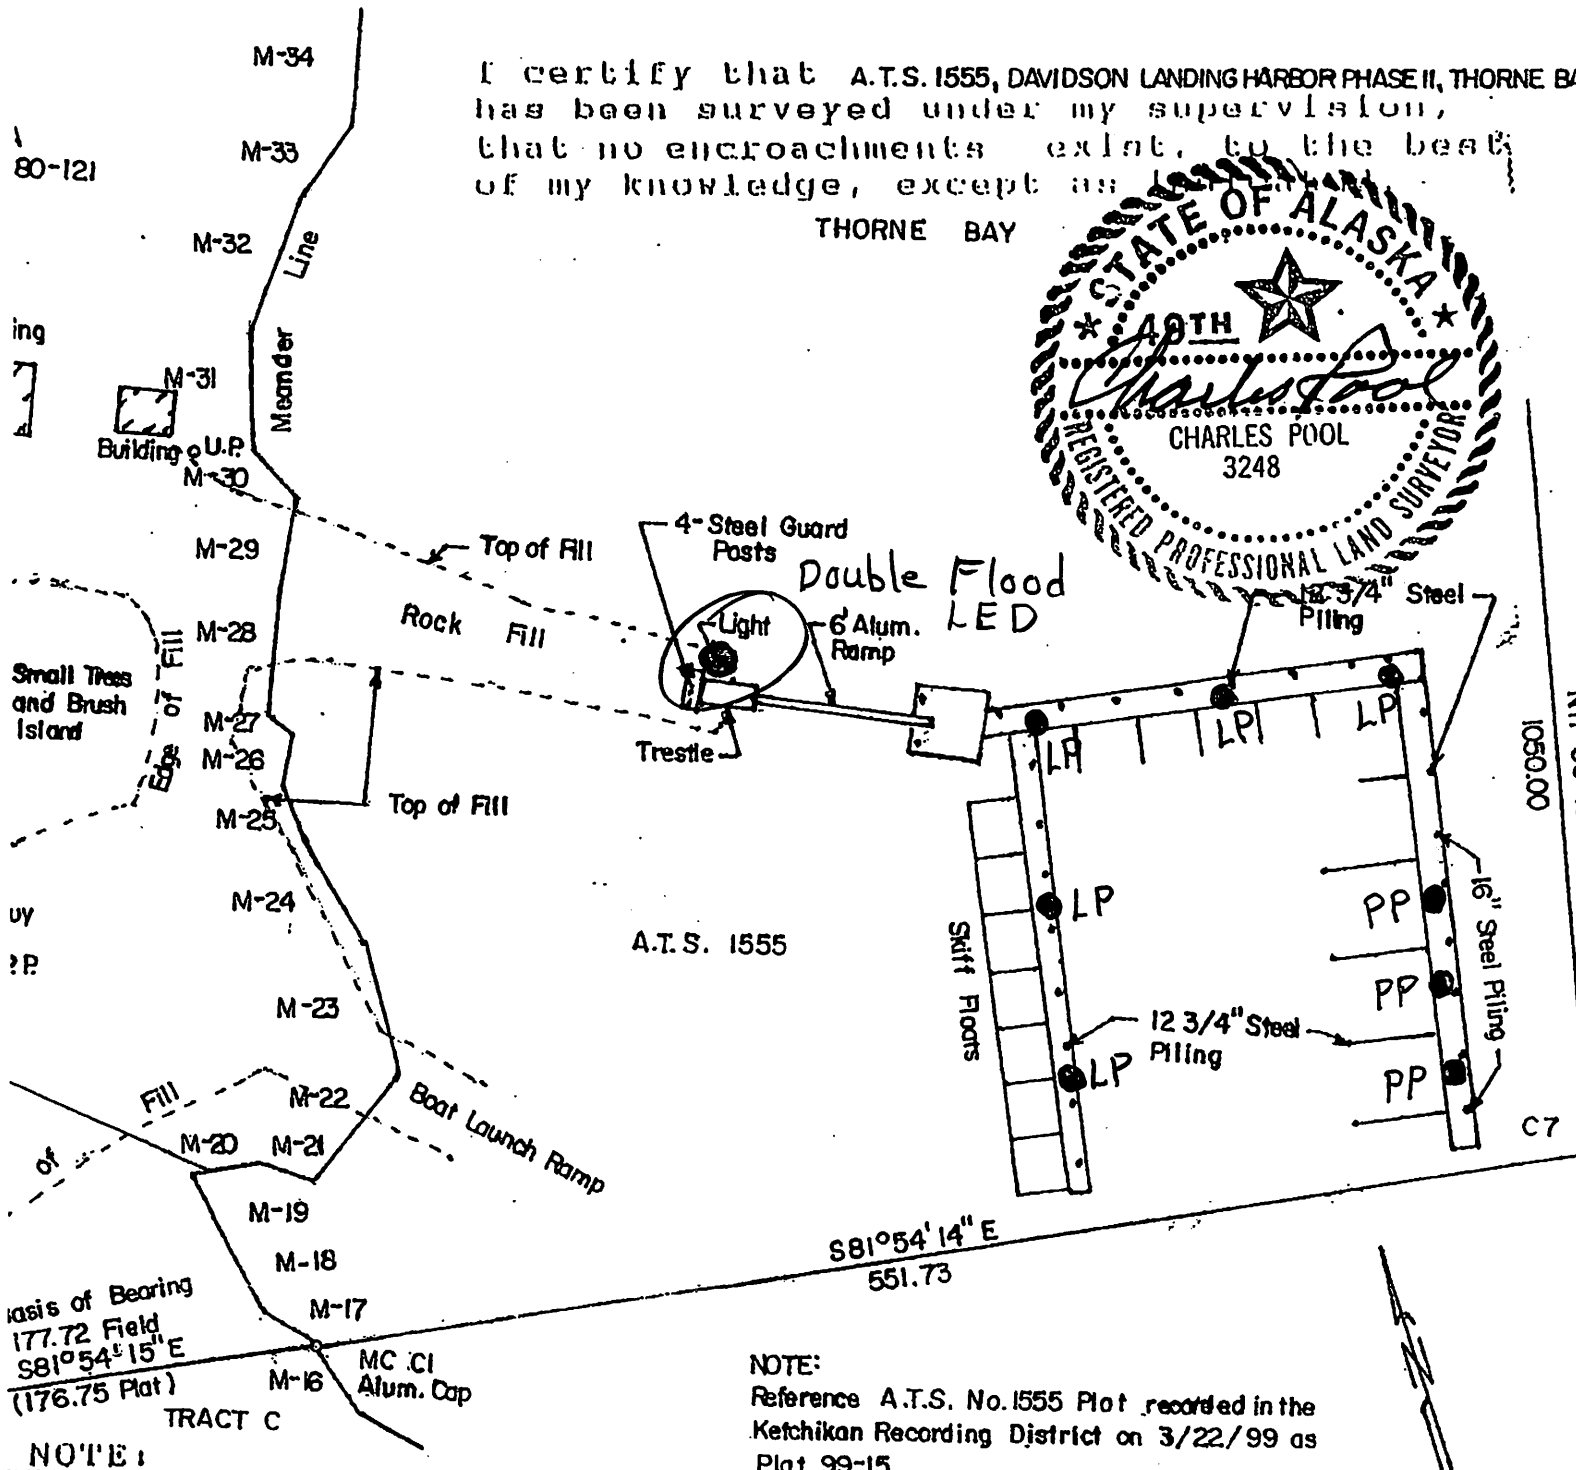 I certify that A.T.S. 1555, DAVIDSON LANDING HARBOR PHASE II, THORNE
has been surveyed under my supervision,
that no encroachments exist, to the best
of my knowledge, except as
THORNE BAY
STATE OF ALASKA
49TH
Charles Pool
CHARLES POOL
3248
REGISTERED PROFESSIONAL LAND SURVEYOR
M-34
M-33
80-121
M-32
Meander Line
ing
M-31
Building
U.P.
M-30
M-29
Top of Fill
4-Steel Guard
Posts
Double Flood
LED
12 3/4" Steel
Piling
Rock Fill
Light
6' Alum.
Ramp
M-28
Small Trees
and Brush
Island
Edge of Fill
M-27
M-26
M-25
Top of Fill
Trestle
LP
LP
LP
1050.00
M-24
A.T.S. 1555
Skiff Floats
LP
PP
16" Steel Piling
M-23
PP
12 3/4" Steel
Piling
LP
PP
Fill
of
M-22
M-20
M-21
Boat Launch Ramp
C7
M-19
M-18
M-17
S81°54'14"E
551.73
asis of Bearing
177.72 Field
S81°54'15"E
(176.75 Plat)
M-16
MC C1
Alum. Cap
TRACT C
NOTE:
NOTE:
Reference A.T.S. No. 1555 Plat recorded in the
Ketchikan Recording District on 3/22/99 as
Plat 99-15